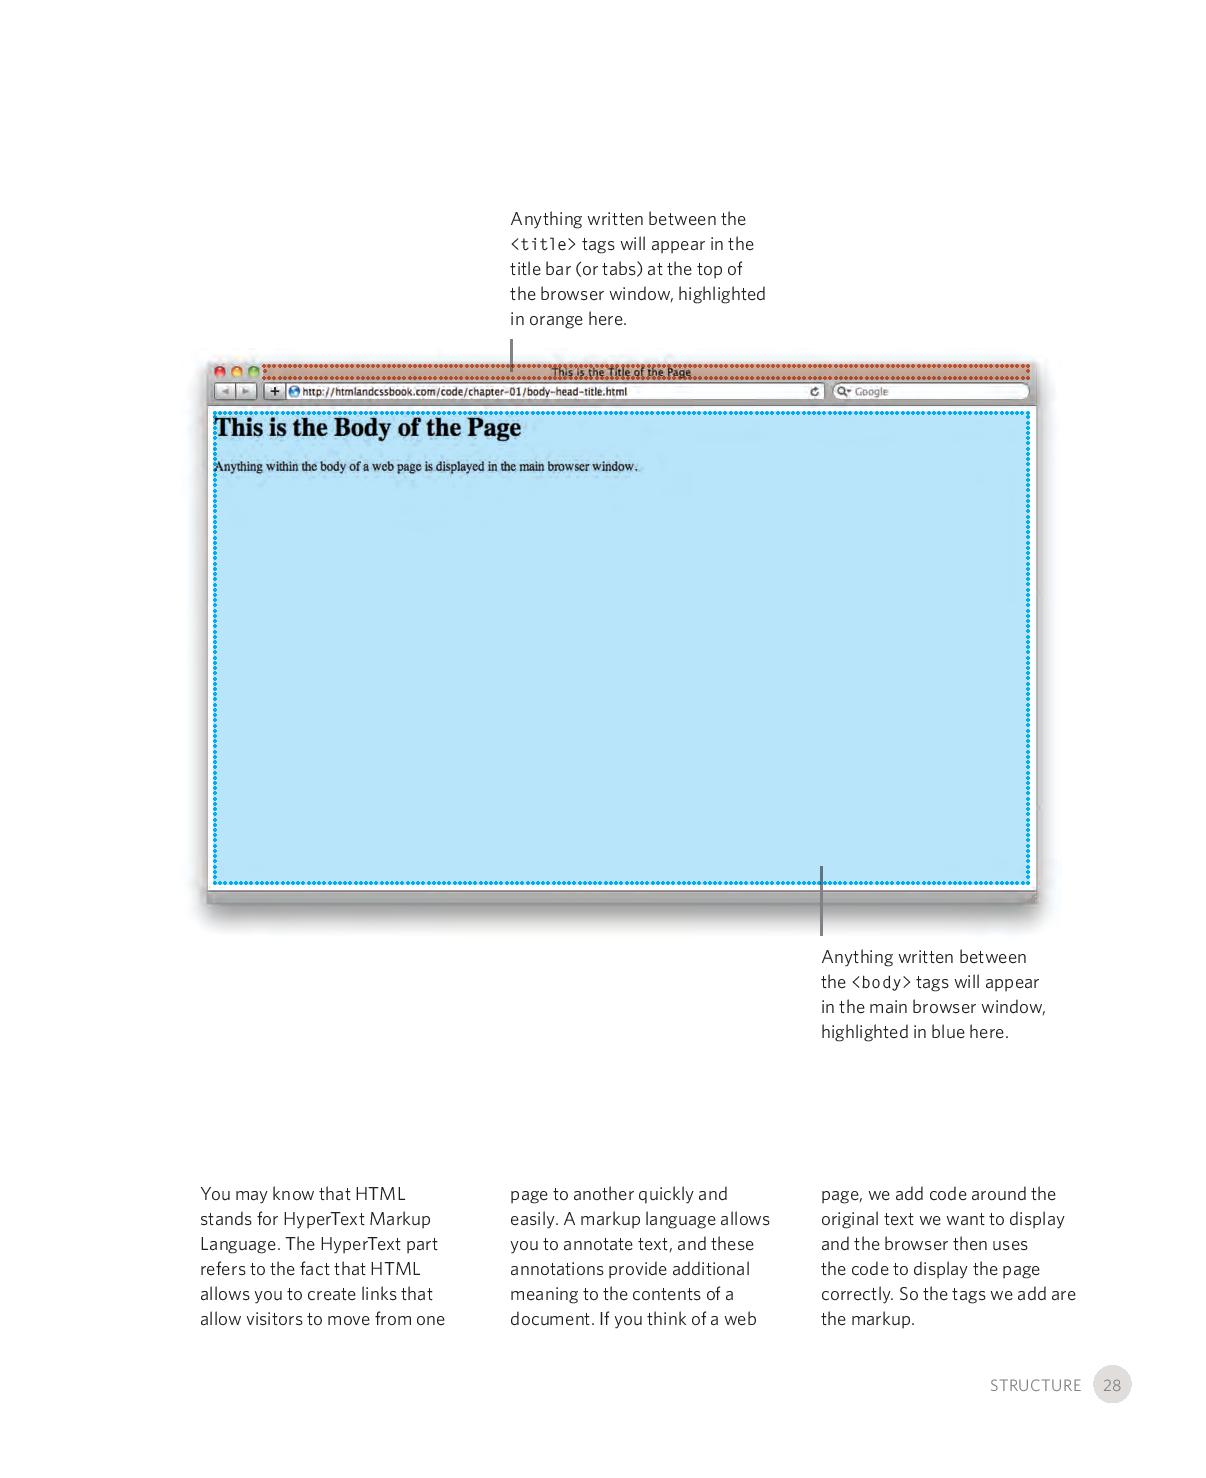 Anything written between the
<title> tags will appear in the
title bar (or tabs) at the top of
the browser window, highlighted
in orange here.
This is the Title of the Page
http://htmlandcssbook.com/code/chapter-01/body-head-title.html
Google
This is the Body of the Page
Anything within the body of a web page is displayed in the main browser window.
Anything written between
the <body> tags will appear
in the main browser window,
highlighted in blue here.
You may know that HTML
stands for HyperText Markup
Language. The HyperText part
refers to the fact that HTML
allows you to create links that
allow visitors to move from one
page to another quickly and
easily. A markup language allows
you to annotate text, and these
annotations provide additional
meaning to the contents of a
document. If you think of a web
page, we add code around the
original text we want to display
and the browser then uses
the code to display the page
correctly. So the tags we add are
the markup.
STRUCTURE 28